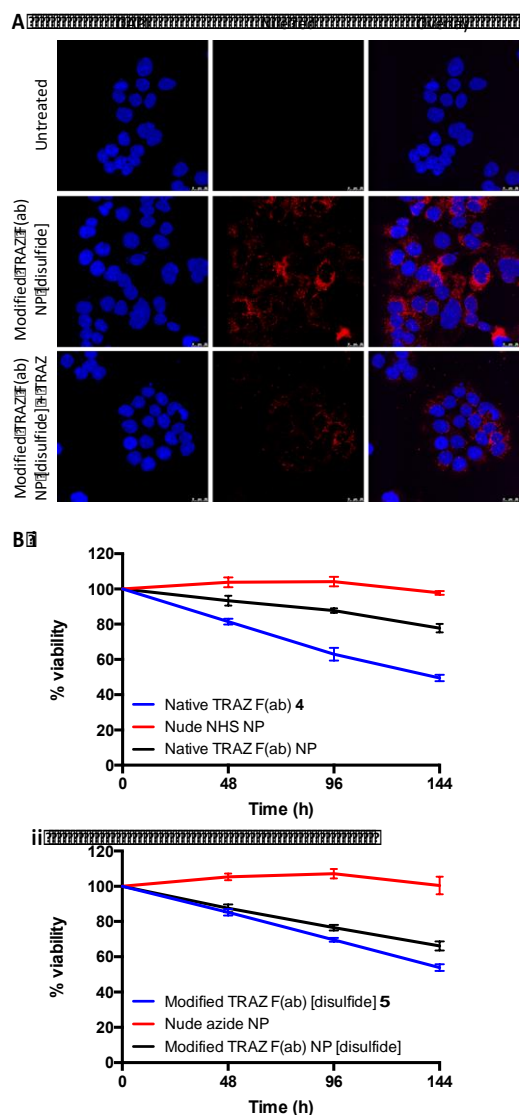 A
Untreated
Modified TRAZ F(ab)
NP [disulfide]
Modified TRAZ F(ab)
NP [disulfide] + TRAZ
B i
120
100
80
60
40
20
0
% viability
Native TRAZ F(ab) 4
Nude NHS NP
Native TRAZ F(ab) NP
0 48 96 144
Time (h)
ii
120
100
80
60
40
20
0
% viability
Modified TRAZ F(ab) [disulfide] 5
Nude azide NP
Modified TRAZ F(ab) NP [disulfide]
0 48 96 144
Time (h)